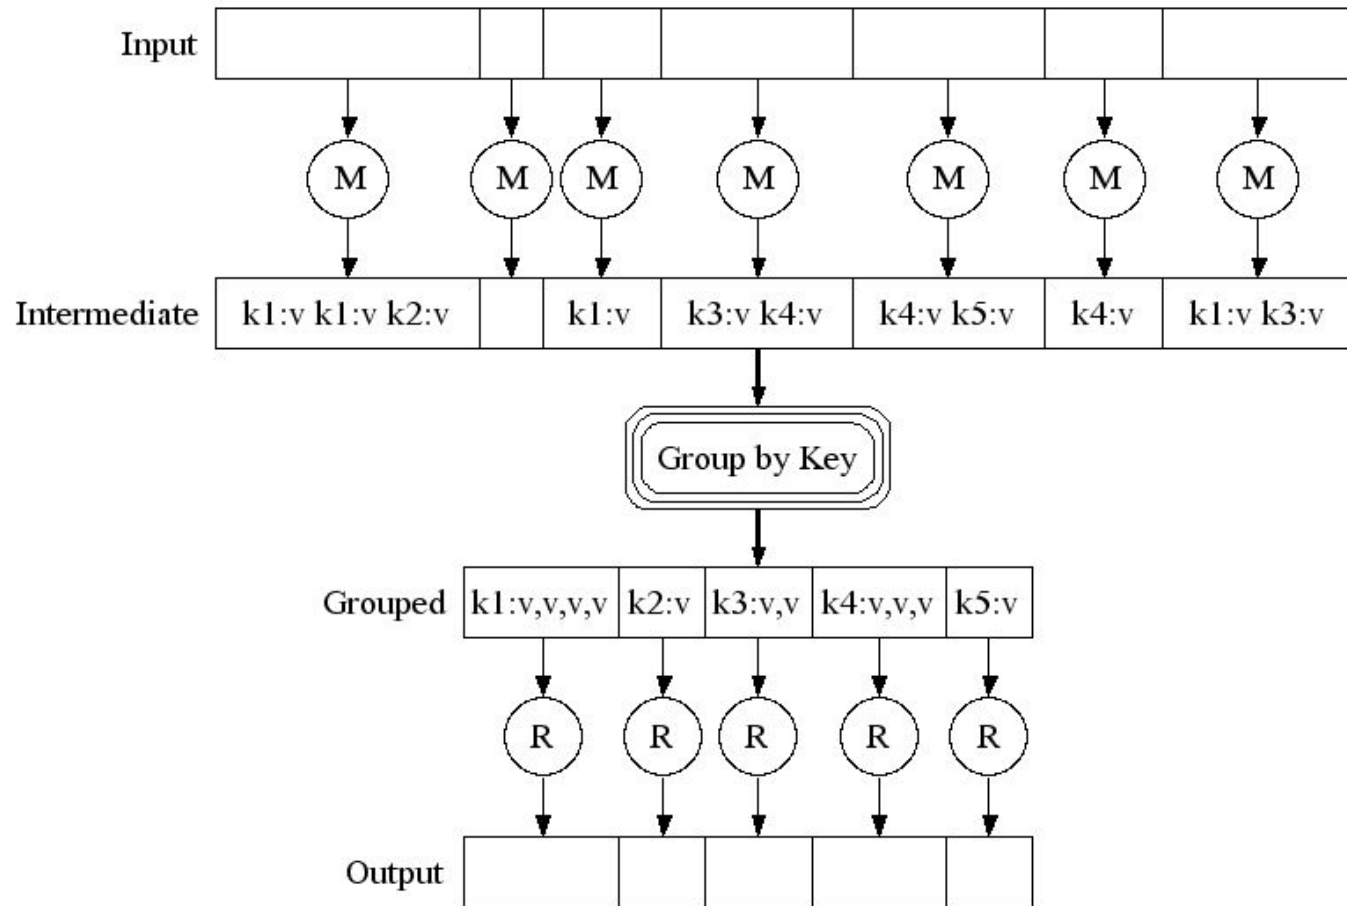 Input
M M M M M M M
Intermediate k1:v k1:v k2:v k1:v k3:v k4:v k4:v k5:v k4:v k1:v k3:v
Group by Key
Grouped k1:v,v,v,v k2:v k3:v,v k4:v,v,v k5:v
R R R R R
Output